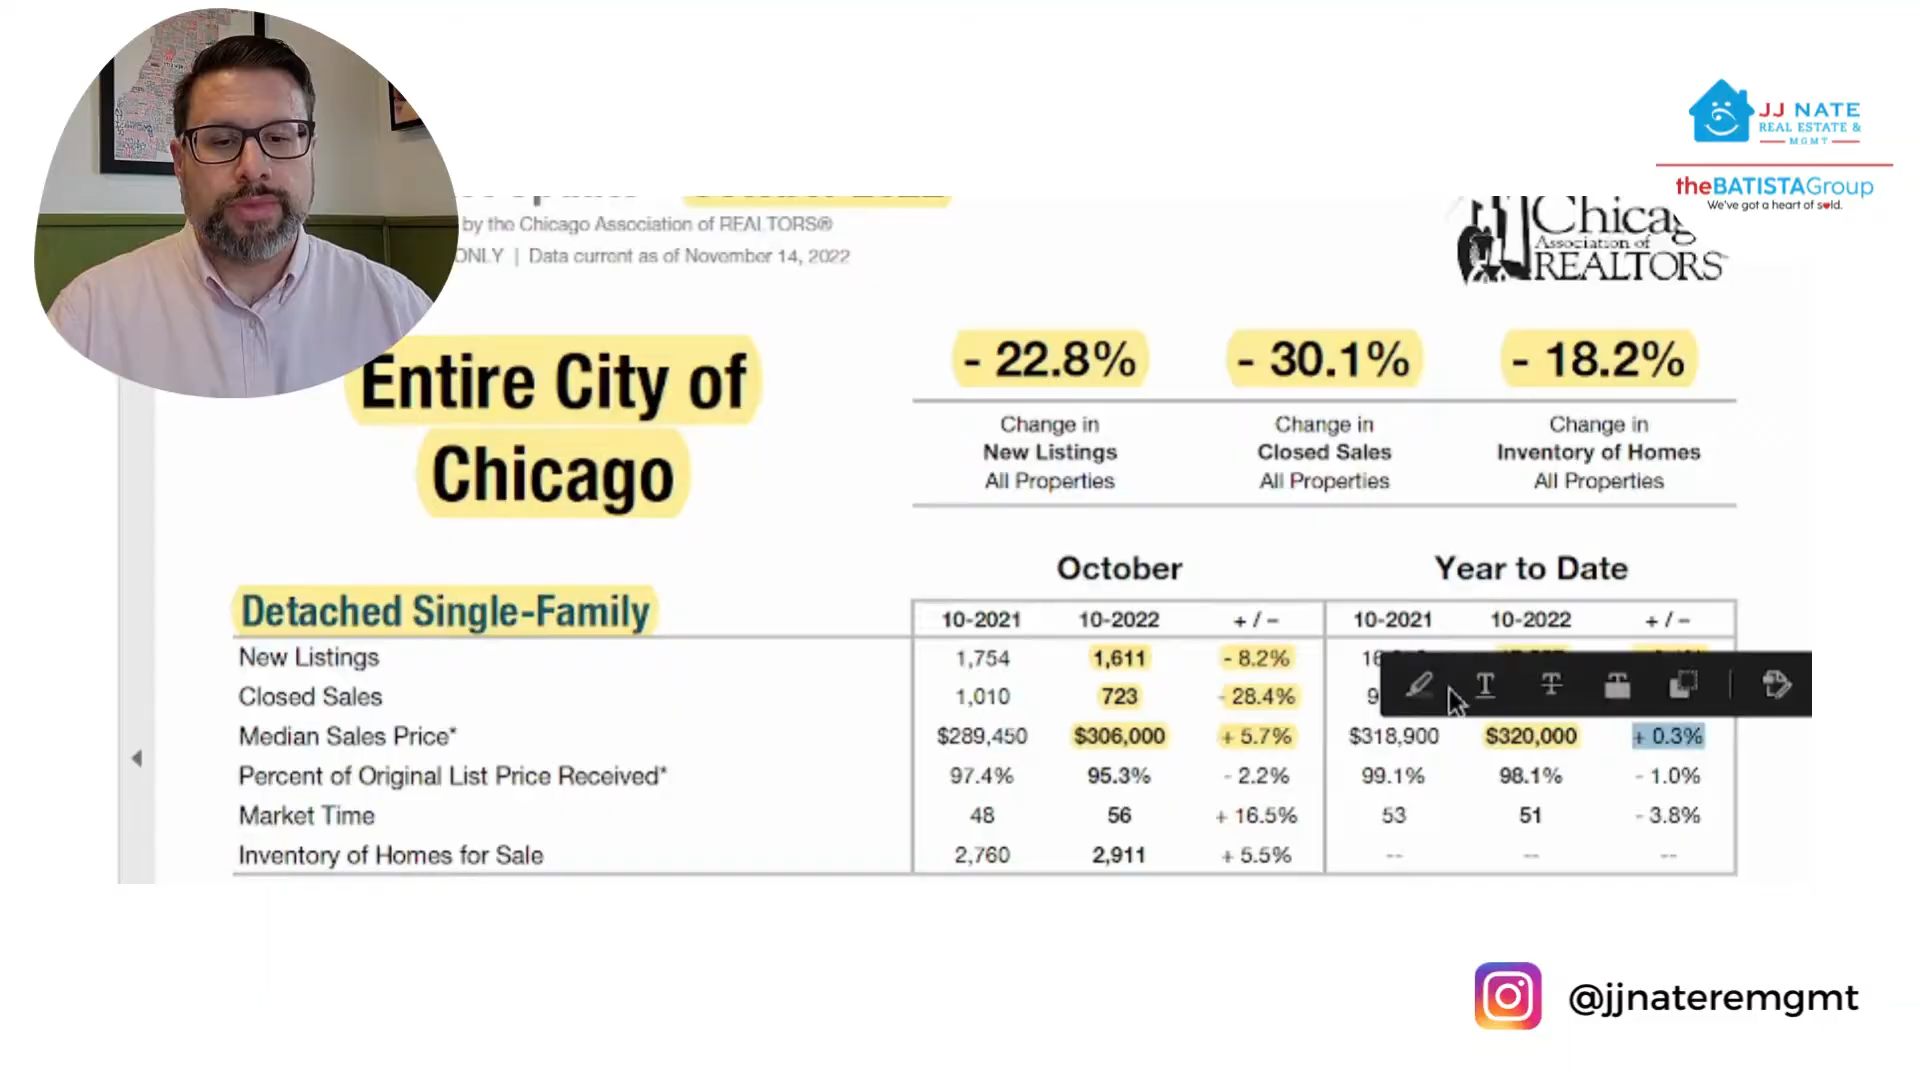 JJ NATE
REAL ESTATE &
MGMT
theBATISTAGroup
We've got a heart of sold.
by the Chicago Association of REALTORS®
ONLY | Data current as of November 14, 2022
Chicag
Association of
REALTORS
Entire City of
Chicago
- 22.8% - 30.1% - 18.2%
Change in Change in Change in
New Listings Closed Sales Inventory of Homes
All Properties All Properties All Properties
October Year to Date
Detached Single-Family 10-2021 10-2022 + / – 10-2021 10-2022 + / –
New Listings 1,754 1,611 - 8.2%
Closed Sales 1,010 723 - 28.4%
Median Sales Price* $289,450 $306,000 + 5.7% $318,900 $320,000 + 0.3%
Percent of Original List Price Received* 97.4% 95.3% - 2.2% 99.1% 98.1% - 1.0%
Market Time 48 56 + 16.5% 53 51 - 3.8%
Inventory of Homes for Sale 2,760 2,911 + 5.5% -- -- --
@jjnateremgmt